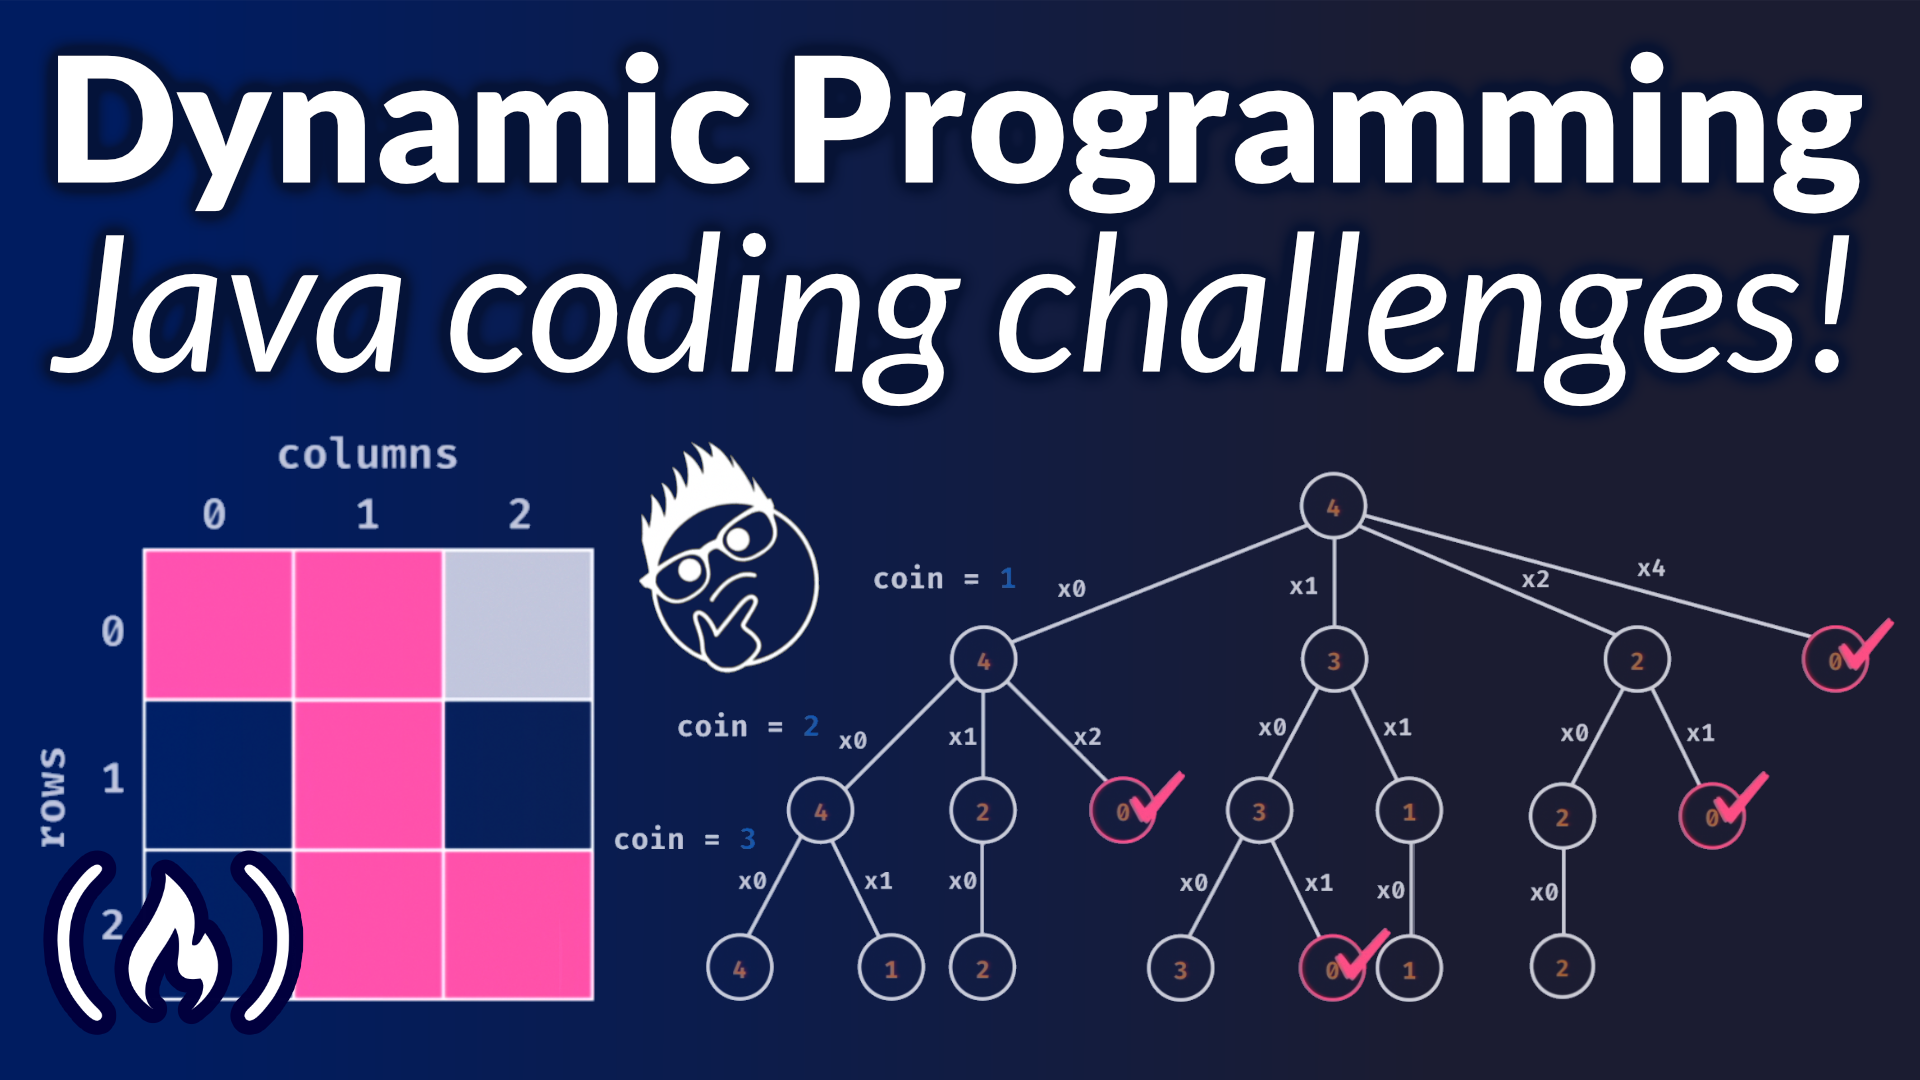 Dynamic Programming
Java coding challenges!
columns
0 1 2
rows
0
1
2
4
coin = 1
x0 x1 x2 x4
4 3 2 0
coin = 2
x0 x1 x2 x0 x1 x0 x1
4 2 0 3 1 2 0
coin = 3
x0 x1 x0 x0 x1 x0 x0
4 1 2 3 0 1 2